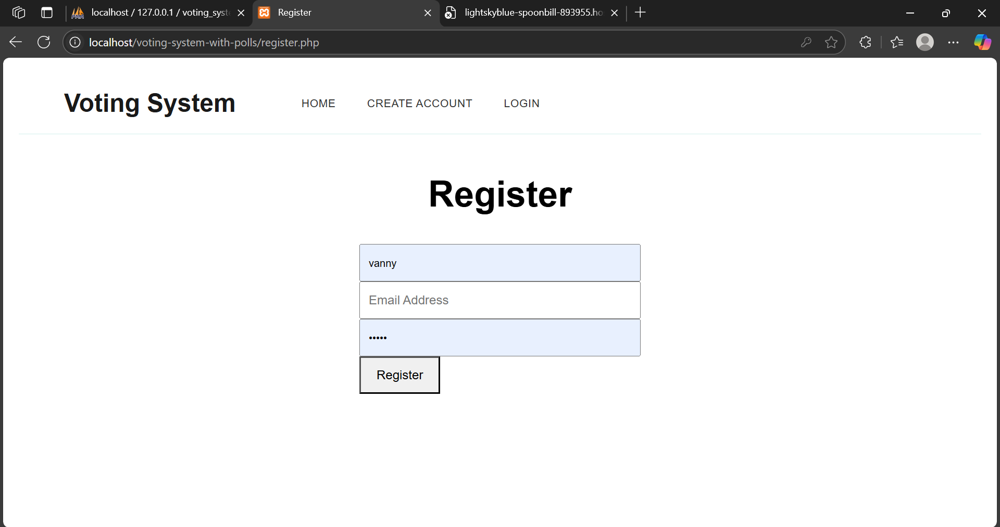 localhost / 127.0.0.1 / voting_syst
Register
lightskyblue-spoonbill-893955.ho
localhost/voting-system-with-polls/register.php
Voting System
HOME
CREATE ACCOUNT
LOGIN
Register
vanny
Email Address
•••••
Register